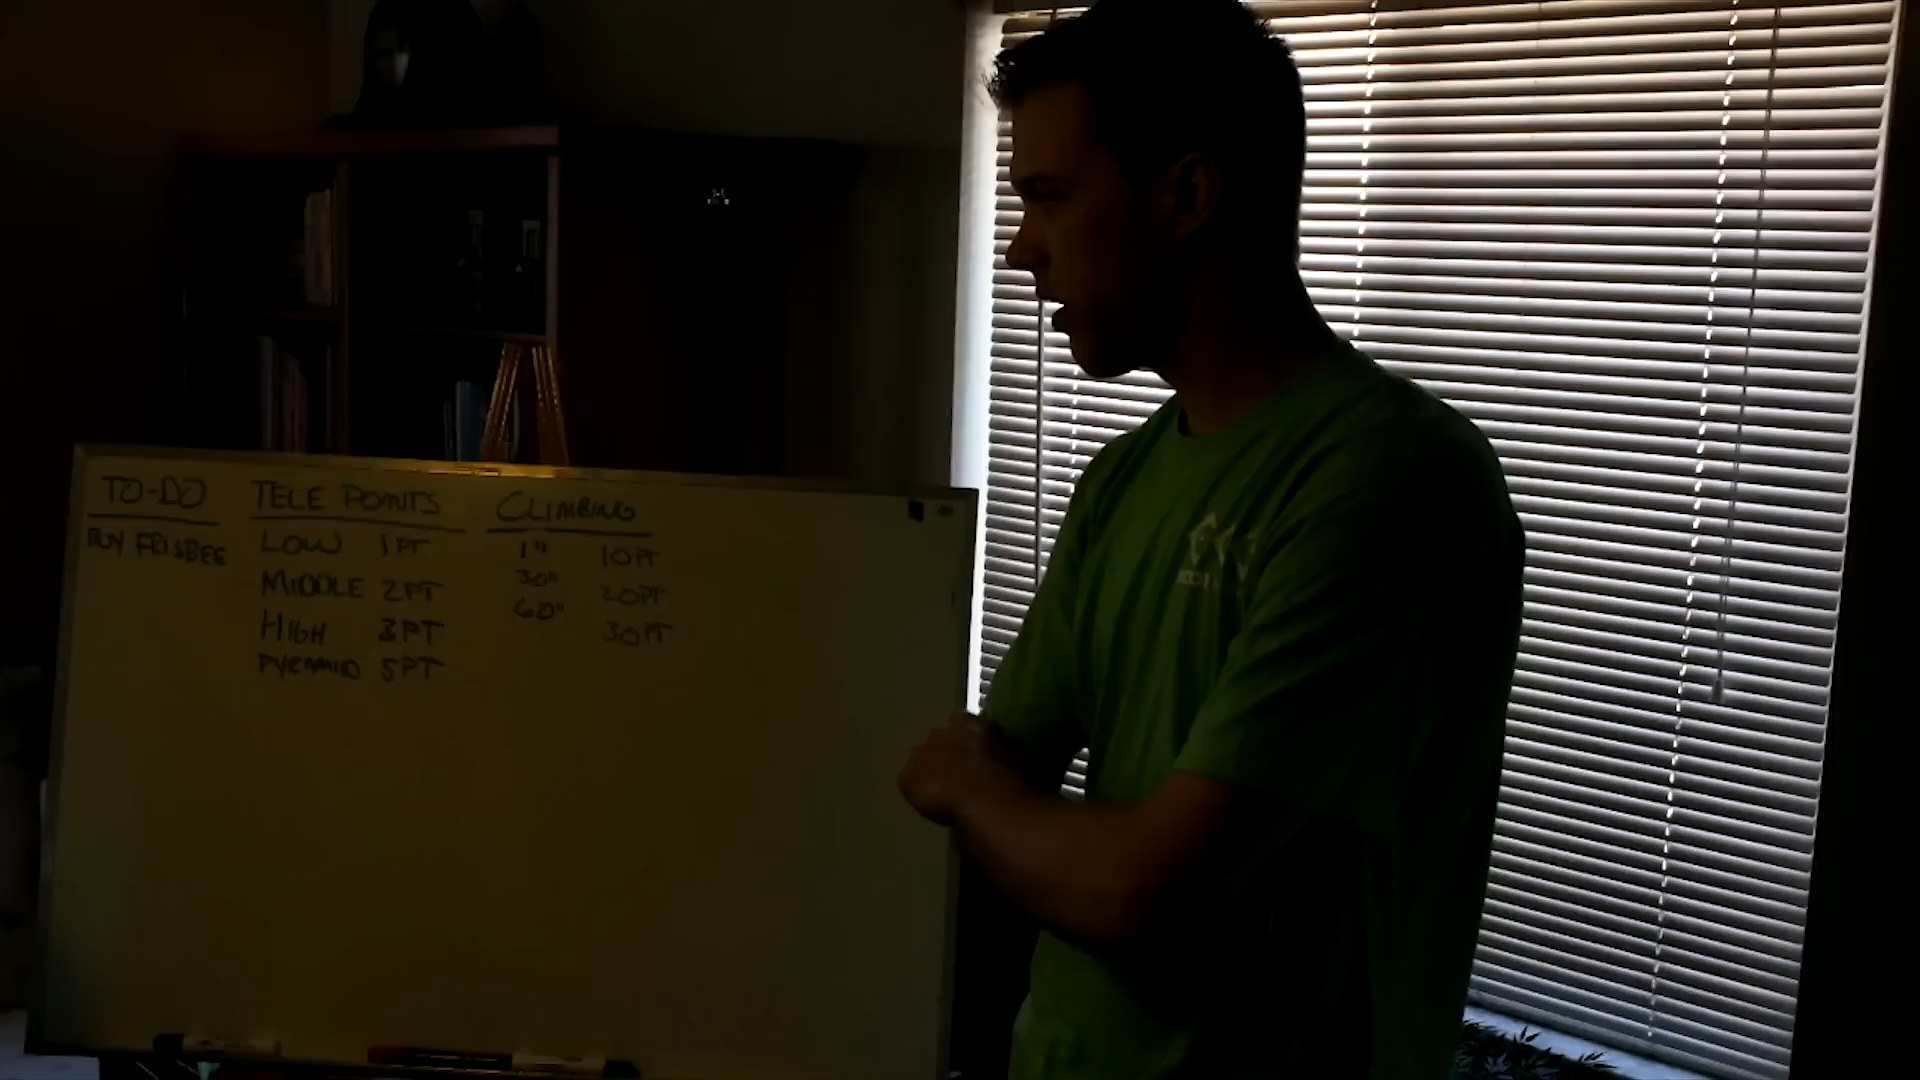 TO-DO
BUY FRISBEE
TELE POINTS
LOW 1PT
MIDDLE 2PT
HIGH 3PT
PYRAMID 5PT
CLIMBING
1" 10PT
30" 20PT
60" 30PT